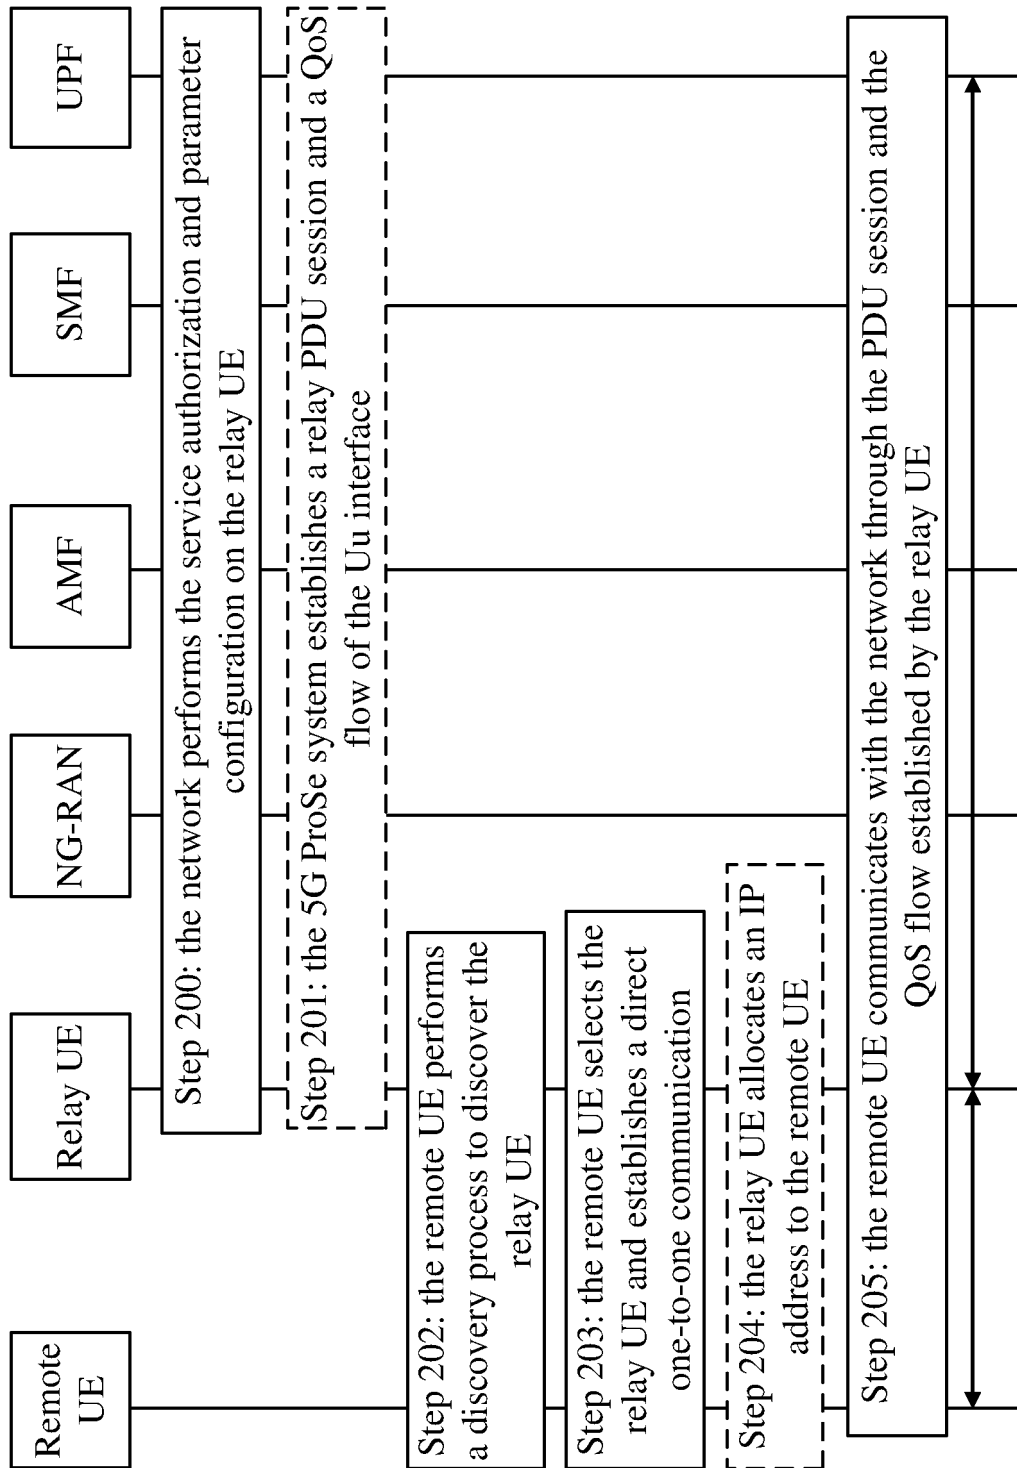 Remote
UE
Relay UE
NG-RAN
AMF
SMF
UPF
Step 200: the network performs the service authorization and parameter
configuration on the relay UE
Step 201: the 5G ProSe system establishes a relay PDU session and a QoS
flow of the Uu interface
Step 202: the remote UE performs
a discovery process to discover the
relay UE
Step 203: the remote UE selects the
relay UE and establishes a direct
one-to-one communication
Step 204: the relay UE allocates an IP
address to the remote UE
Step 205: the remote UE communicates with the network through the PDU session and the
QoS flow established by the relay UE